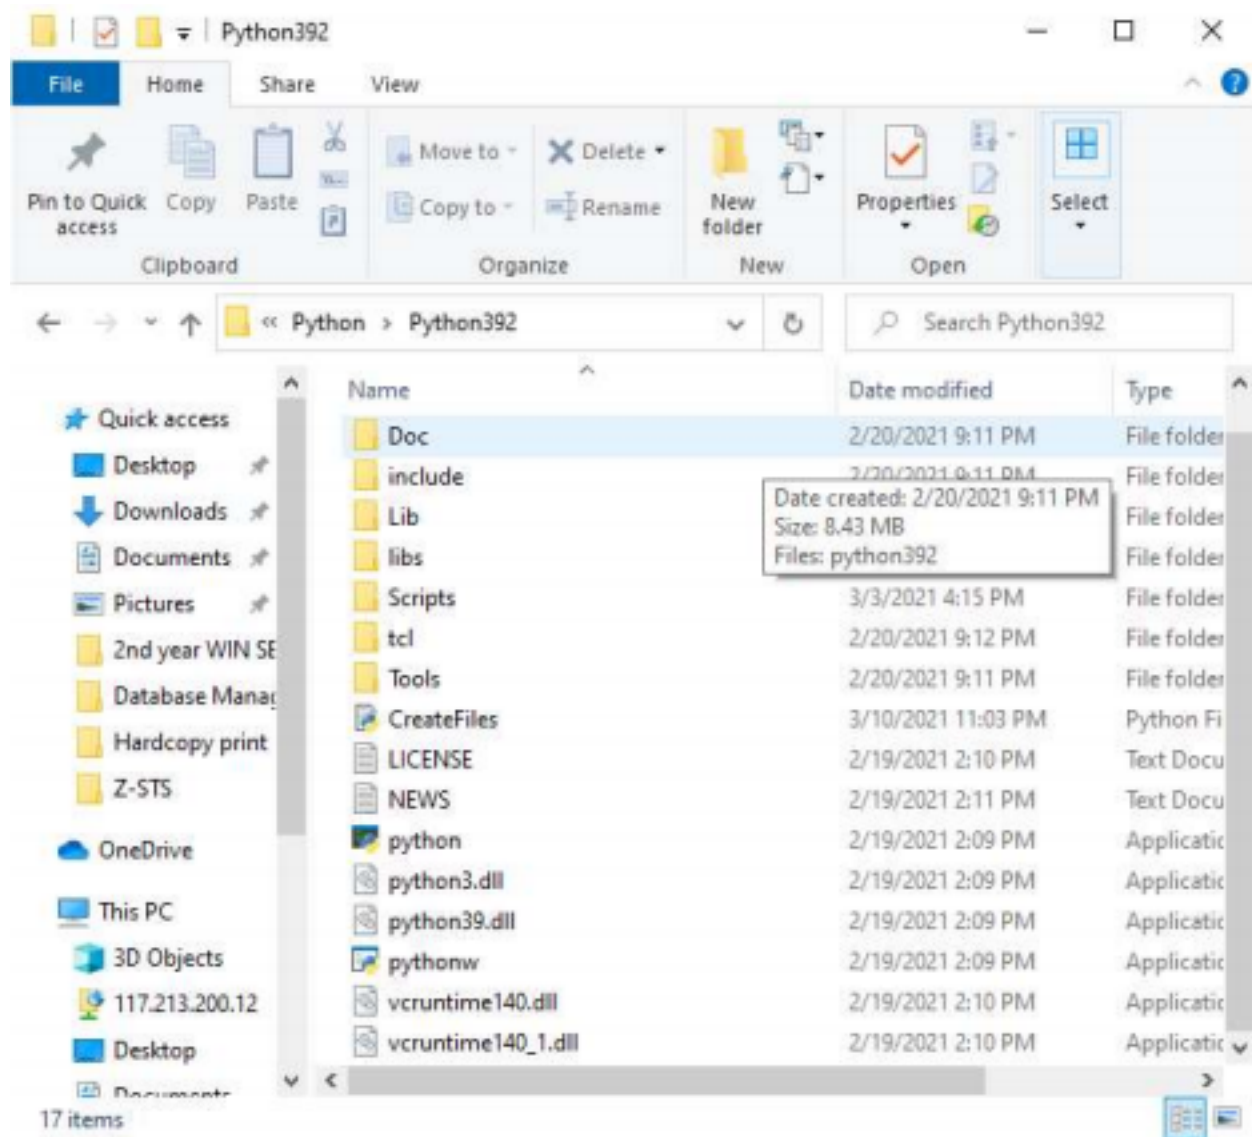 Python392
File Home Share View
Pin to Quick access
Copy
Paste
Move to
Copy to
Delete
Rename
New folder
Properties
Select
Clipboard Organize New Open
« Python > Python392
Search Python392
Quick access
Desktop
Downloads
Documents
Pictures
2nd year WIN SE
Database Manag
Hardcopy print
Z-STS
OneDrive
This PC
3D Objects
117.213.200.12
Desktop
Documents
Name Date modified Type
Doc 2/20/2021 9:11 PM File folder
include 2/20/2021 9:11 PM File folder
Lib File folder
libs File folder
Scripts 3/3/2021 4:15 PM File folder
tcl 2/20/2021 9:12 PM File folder
Tools 2/20/2021 9:11 PM File folder
CreateFiles 3/10/2021 11:03 PM Python Fi
LICENSE 2/19/2021 2:10 PM Text Docu
NEWS 2/19/2021 2:11 PM Text Docu
python 2/19/2021 2:09 PM Applicatic
python3.dll 2/19/2021 2:09 PM Applicatic
python39.dll 2/19/2021 2:09 PM Applicatic
pythonw 2/19/2021 2:09 PM Applicatic
vcruntime140.dll 2/19/2021 2:10 PM Applicatic
vcruntime140_1.dll 2/19/2021 2:10 PM Applicatic
Date created: 2/20/2021 9:11 PM
Size: 8.43 MB
Files: python392
17 items